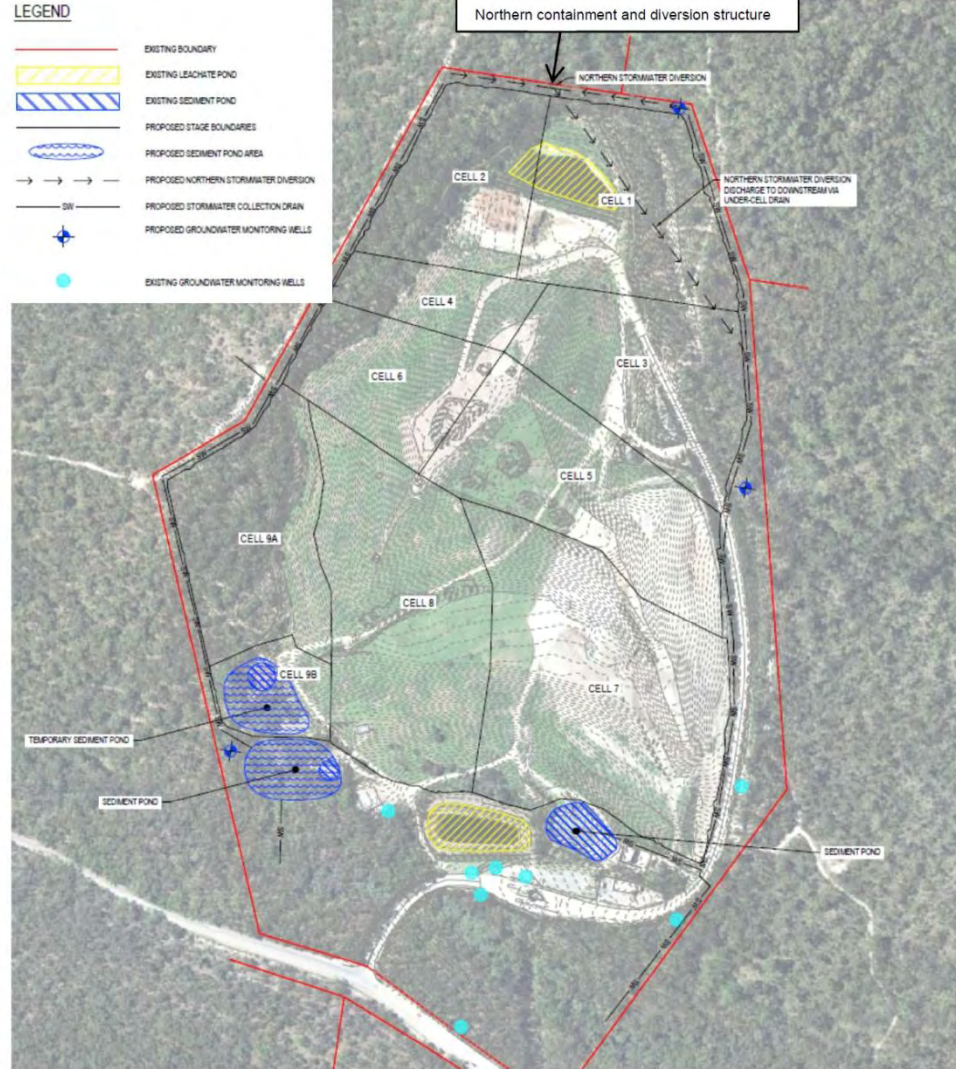 LEGEND
EXISTING BOUNDARY
EXISTING LEACHATE POND
EXISTING SEDIMENT POND
PROPOSED STAGE BOUNDARIES
PROPOSED SEDIMENT POND AREA
PROPOSED NORTHERN STORMWATER DIVERSION
SW
PROPOSED STORMWATER COLLECTION DRAIN
PROPOSED GROUNDWATER MONITORING WELLS
EXISTING GROUNDWATER MONITORING WELLS
Northern containment and diversion structure
NORTHERN STORMWATER DIVERSION
NORTHERN STORMWATER DIVERSION
DISCHARGE TO DOWNSTREAM VIA
UNDER-CELL DRAIN
CELL 2
CELL 1
CELL 4
CELL 3
CELL 6
CELL 5
CELL 9A
CELL 8
CELL 9B
CELL 7
TEMPORARY SEDIMENT POND
SEDIMENT POND
SEDIMENT POND